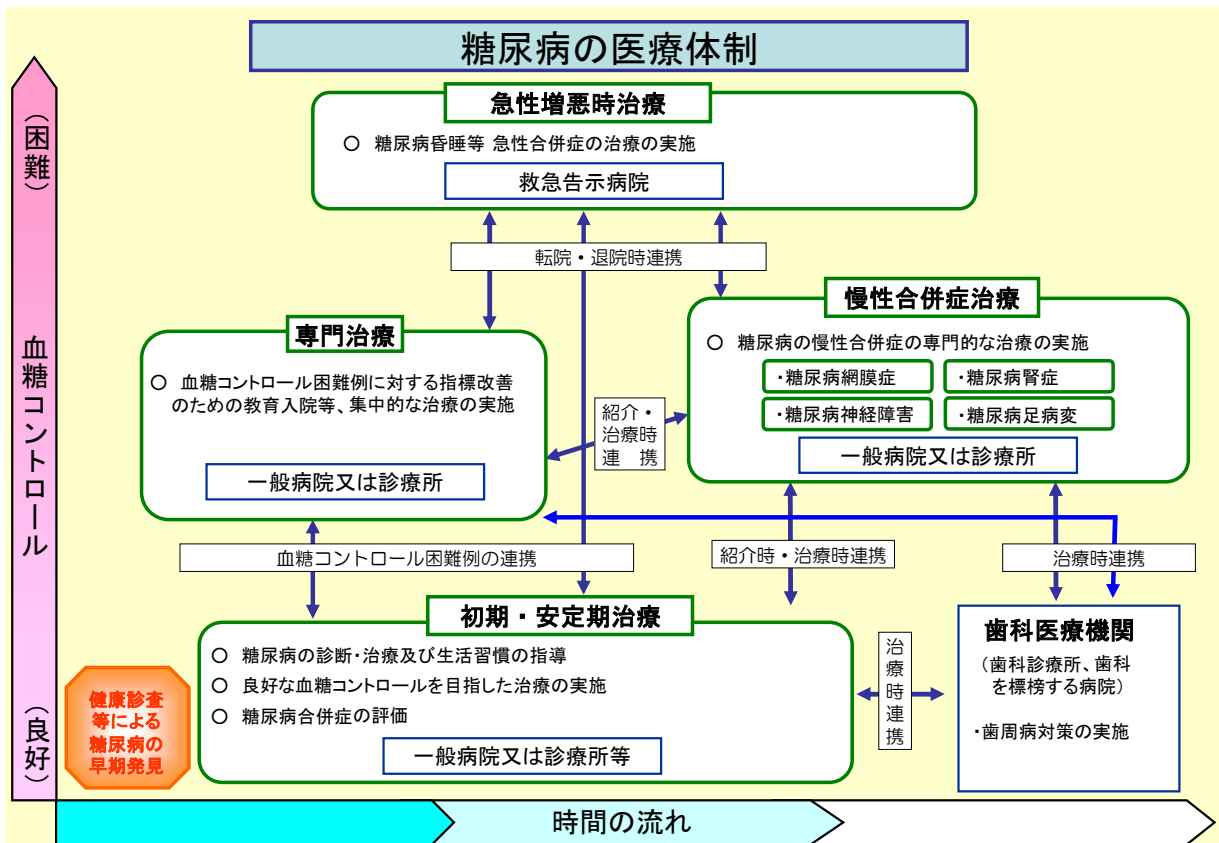 糖尿病の医療体制
急性増悪時治療
○ 糖尿病昏睡等 急性合併症の治療の実施
救急告示病院
転院・退院時連携
(困難)
血糖コントロール
(良好)
専門治療
○ 血糖コントロール困難例に対する指標改善
のための教育入院等、集中的な治療の実施
一般病院又は診療所
紹介・
治療時
連 携
慢性合併症治療
○ 糖尿病の慢性合併症の専門的な治療の実施
・糖尿病網膜症
・糖尿病腎症
・糖尿病神経障害
・糖尿病足病変
一般病院又は診療所
血糖コントロール困難例の連携
紹介時・治療時連携
治療時連携
初期・安定期治療
○ 糖尿病の診断・治療及び生活習慣の指導
○ 良好な血糖コントロールを目指した治療の実施
○ 糖尿病合併症の評価
一般病院又は診療所等
治療時連携
歯科医療機関
(歯科診療所、歯科
を標榜する病院)
・歯周病対策の実施
健康診査
等による
糖尿病の
早期発見
時間の流れ